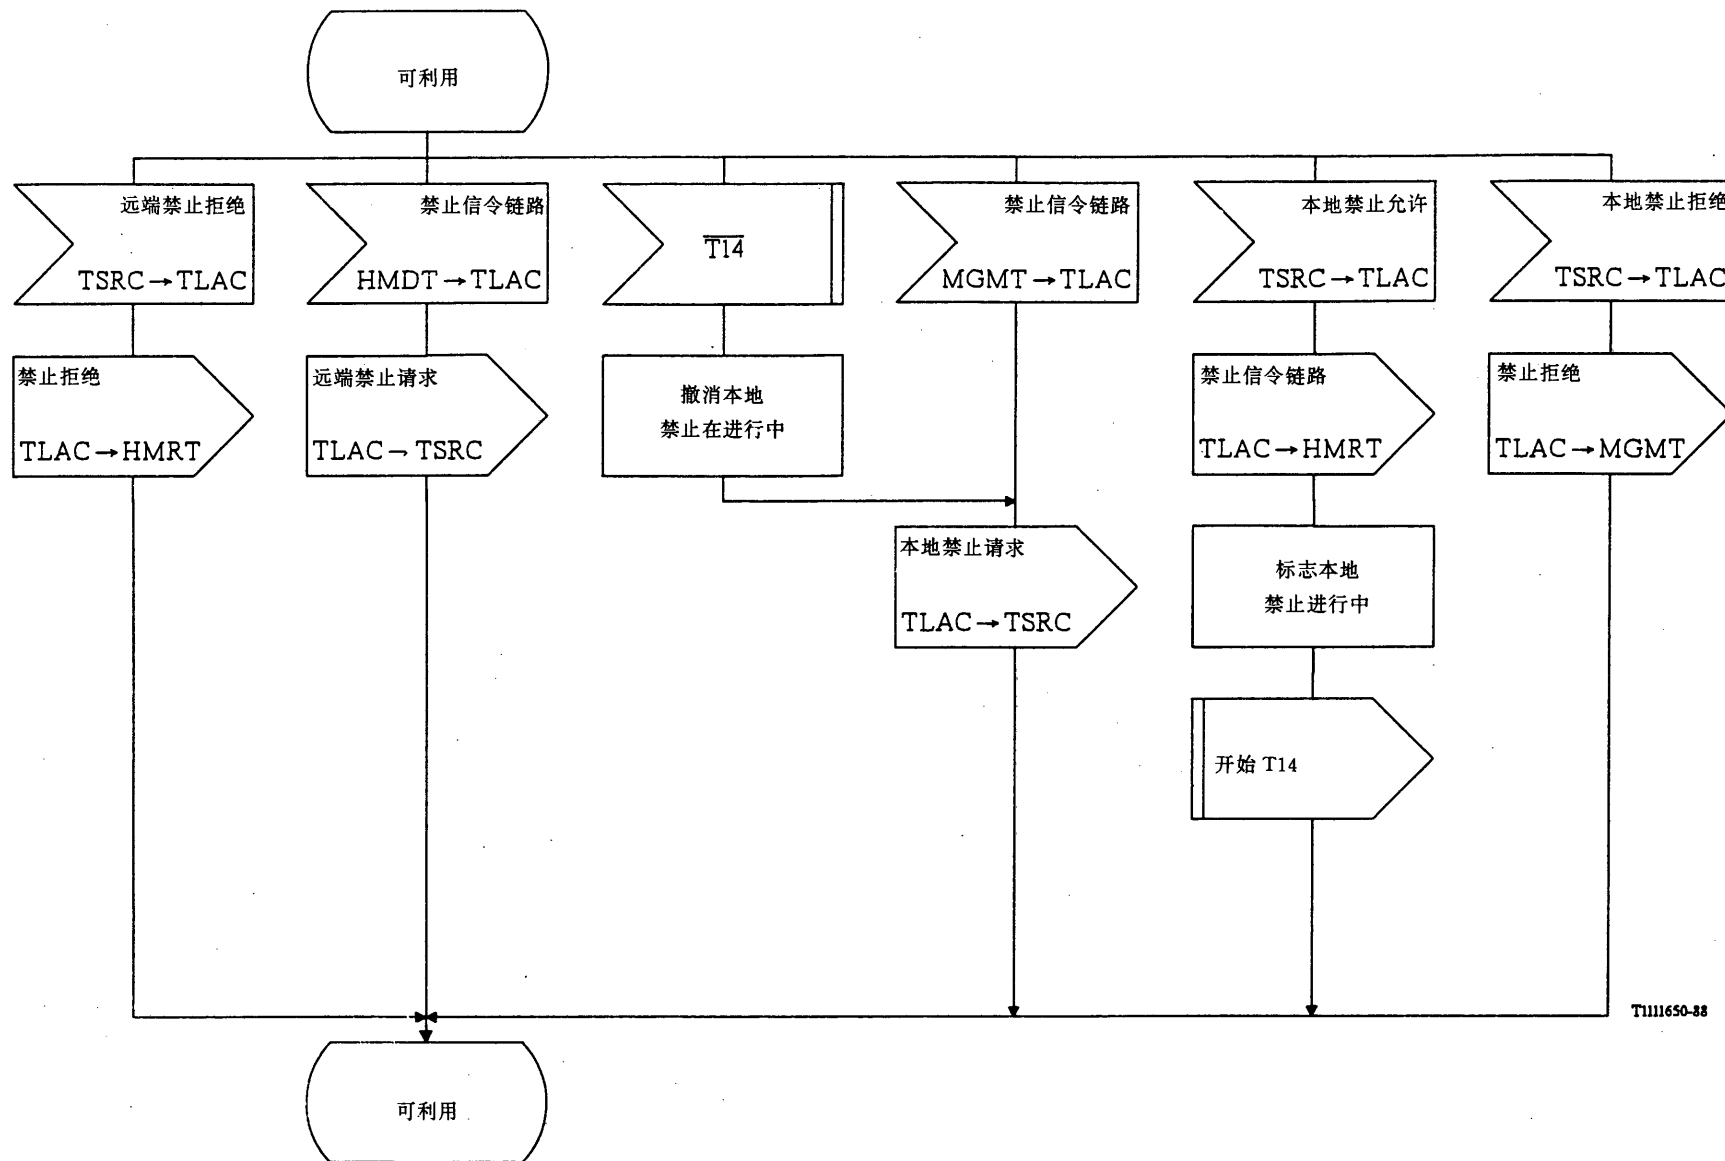 可利用
远端禁止拒绝
TSRC→TLAC
禁止信令链路
HMDT→TLAC
T14
禁止信令链路
MGMT→TLAC
本地禁止允许
TSRC→TLAC
本地禁止拒绝
TSRC→TLAC
禁止拒绝
TLAC→HMRT
远端禁止请求
TLAC→TSRC
撤消本地
禁止在进行中
禁止信令链路
TLAC→HMRT
禁止拒绝
TLAC→MGMT
本地禁止请求
TLAC→TSRC
标志本地
禁止进行中
开始 T14
T1111650-88
可利用